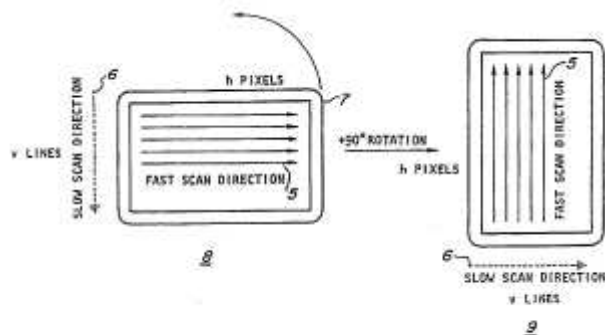 6
SLOW SCAN DIRECTION
V LINES
h PIXELS
7
FAST SCAN DIRECTION
5
8
+90° ROTATION
h PIXELS
5
FAST SCAN DIRECTION
6
SLOW SCAN DIRECTION
V LINES
9